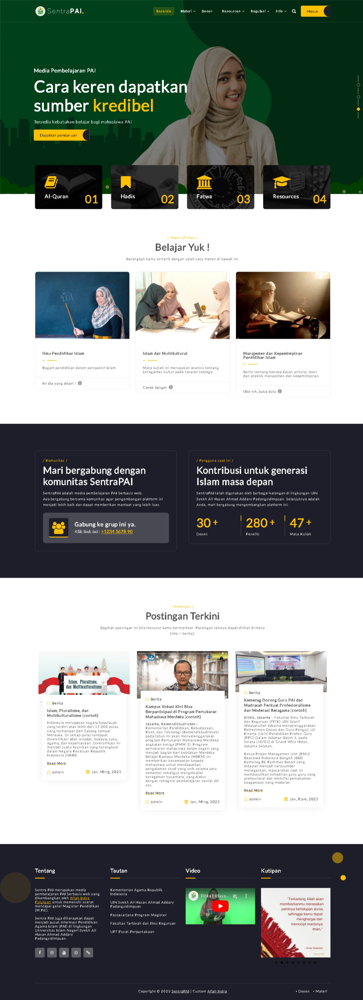 SentraPAI.
Beranda Materi Dosen Resources Regulasi Info Masuk
Media Pembelajaran PAI
Cara keren dapatkan
sumber kredibel
Tersedia kebutuhan belajar bagi mahasiswa PAI
Dapatkan pembaruan
Al-Quran 01
Hadis 02
Fatwa 03
Resources 04
/ Materi Pilihan /
Belajar Yuk !
Barangkali kamu tertarik dengan salah satu materi di bawah ini.
الله
Ilmu Pendidikan Islam
Ragam pendidikan dalam perspektif Islam
Ini dia yang dicari !
Islam dan Multikultural
Mata kuliah ini merupakan analisis tentang
keragaman kultur pada tataran teologis.
Cocok banget
Manajemen dan Kepemimpinan
Pendidikan Islam
Berisi tentang konsep dasar, prinsip, teori
dan praktik manajemen dan kepemimpinan.
Oke nih, buka dulu
/ Komunitas /
Mari bergabung dengan
komunitas SentraPAI
SentraPAI adalah media pembelajaran PAI berbasis web.
Ayo bergabung bersama komunitas agar pengembangan platform ini
menjadi lebih baik dan dapat memberikan manfaat yang lebih luas.
Gabung ke grup ini ya.
Klik link ini : +1234 5678 90
/ Pengguna saat ini /
Kontribusi untuk generasi
Islam masa depan
SentraPAI telah digunakan oleh berbagai kalangan di lingkungan UIN
Syekh Ali Hasan Ahmad Addary Padangsidimpuan. Selanjutnya adalah
Anda, mari bergabung mengembangkan platform ini.
30 + 280 + 47 +
Dosen Peneliti Mata Kuliah
/ Informasi /
Postingan Terkini
Bagikan postingan ini bila menurut kamu bermanfaat. Postingan lainnya dapat dilihat di menu
[info > berita].
Islam, Pluralisme,
dan Multikulturalisme
Berita
Islam, Pluralisme, dan
Multikulturalisme [contoh]
Indonesia merupakan negara kepulauan
yang terdiri atas lebih dari 17.000 pulau
yang terhampar dari Sabang sampai
Merauke. Di setiap pulau terdapat
diversifikasi adat istiadat, budaya, suku,
agama, dan kepercayaan. Diversifikasi ini
menjadi suatu keunikan yang terangkum
dalam Negara Kesatuan Republik
Indonesia (NKRI).
Read More
admin Jan, Ming, 2023
G20
Berita
Kampus Vokasi Kini Bisa
Berpartisipasi di Program Pertukaran
Mahasiswa Merdeka [contoh]
Jakarta, Kemendikbudristek—
Kementerian Pendidikan, Kebudayaan,
Riset, dan Teknologi (Kemendikbudristek)
pada tahun ini akan menyelenggarakan
program Pertukaran Mahasiswa Merdeka
angkatan ketiga (PMM 3). Program
pertukaran mahasiswa dalam negeri yang
menjadi bagian dari kebijakan Merdeka
Belajar Kampus Merdeka (MBKM) ini
memberikan kesempatan kepada
mahasiswa untuk mendapatkan
pengalaman studi yang unik selama satu
semester sekaligus mengeksplor
keragaman nusantara, yang diakui
dengan rekognisi pembelajaran senilai 20
sks.
Read More
admin Jan, Ming, 2023
UJI KINERJA (UKIN)
Berita
Kemenag Dorong Guru PAI dan
Madrasah Perkuat Profesionalisme
dan Moderasi Beragama [contoh]
Diktis, Jakarta – Fakultas Ilmu Tarbiyah
dan Keguruan (FITK) UIN Syarif
Hidayatulloh Jakarta menyelenggarakan
Refreshmen Dosen dan Guru Penguji, Uji
Kinerja (Ukin) Pendidikan Profesi Guru
(PPG) Dalam Jabatan Batch 3, pada
Selasa (10/01) di Grand Whiz Hotel,
Jakarta Selatan.
Ketua Projec Managemen Unit (PMU)
Beasiswa Indonesia Bangkit (BIB)
Kemenag RI, Ruchman Basori yang
didaulat menjadi narasumber
menegaskan, masyarakat saat ini
membutuhkan kehadiran guru-guru yang
professional dan memiliki pemahaman
keagamaan yang moderat.
Read More
admin Jan, Kam, 2023
Tentang
Sentra PAI merupakan media
pembelajaran PAI berbasis web yang
dikembangkan oleh Aflah Indra
Pulungan untuk memenuhi syarat
mencapai gelar Magister Pendidikan
(M.Pd.).
Sentra PAI juga diharapkan dapat
menjadi pusat informasi Pendidikan
Agama Islam (PAI) di lingkungan
Universitas Islam Negeri Syekh Ali
Hasan Ahmad Addary
Padangsidimpuan.
Tautan
Kementerian Agama Republik
Indonesia
UIN Syekh Ali Hasan Ahmad Addary
Padangsidimpuan
Pascasarjana Program Magister
Fakultas Tarbiyah dan Ilmu Keguruan
UPT Pusat Perpustakaan
Video
Riska Hidaya...
Kutipan
"Terkadang Allah akan
membiarkanmu merasakan
pahitnya kehidupan dunia,
sehingga kamu dapat
menghargai dan
mencicipi manisnya
iman,"
– Omar Suleiman.
Sentra PAI
Copyright © 2023 SentraPAI | Custom Aflah Indra
• Dosen • Materi